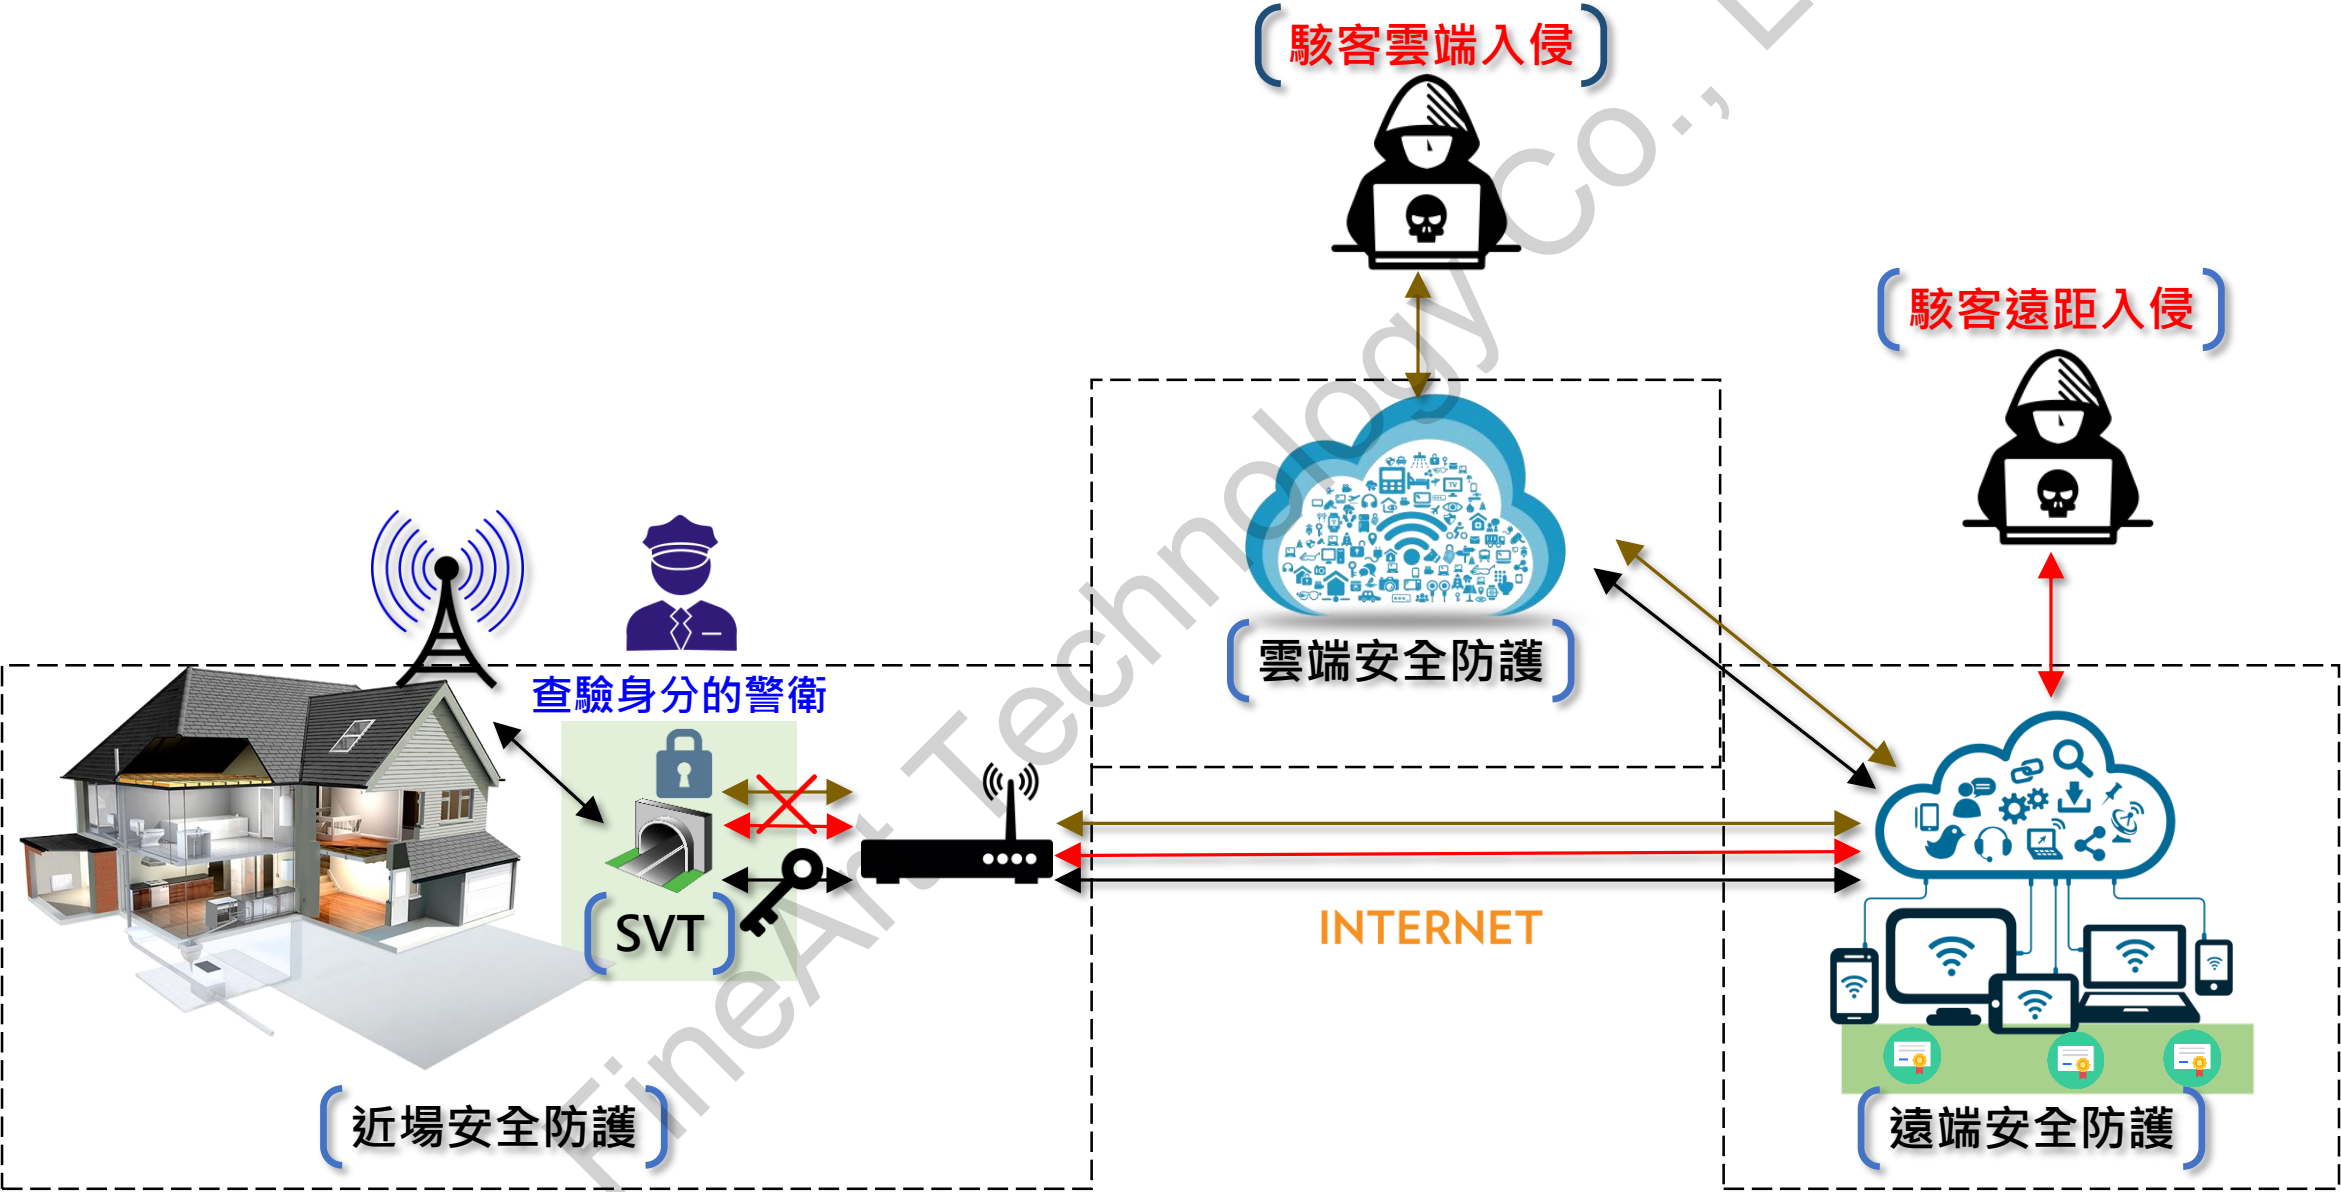 駭客雲端入侵
駭客遠距入侵
查驗身分的警衛
雲端安全防護
SVT
INTERNET
近場安全防護
遠端安全防護
FineArt Technology Co., L
TV